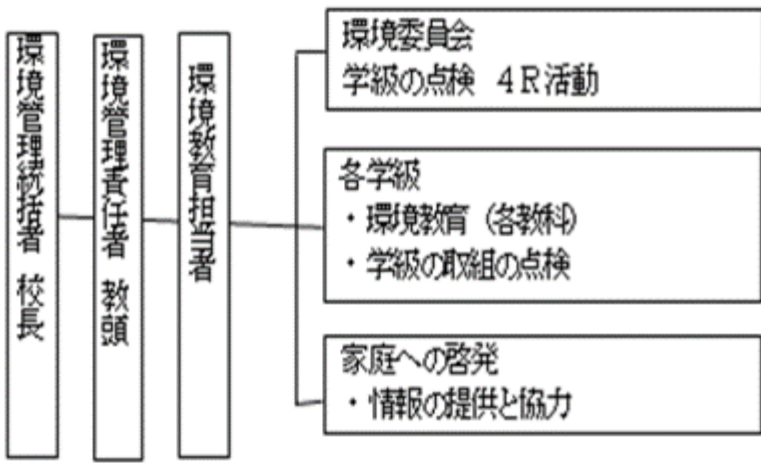 環境管理統括者 校長
環境管理責任者 教頭
環境教育担当者
環境委員会
学級の点検 4R活動
各学級
・環境教育（各教科）
・学級の取組の点検
家庭への啓発
・情報の提供と協力